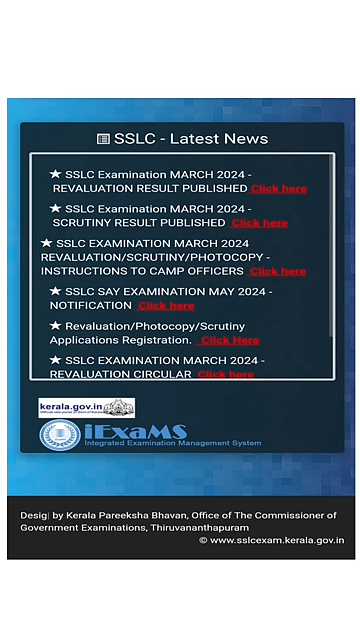 SSLC - Latest News
★ SSLC Examination MARCH 2024 -
REVALUATION RESULT PUBLISHED Click here
★ SSLC Examination MARCH 2024 -
SCRUTINY RESULT PUBLISHED Click here
★ SSLC EXAMINATION MARCH 2024
REVALUATION/SCRUTINY/PHOTOCOPY -
INSTRUCTIONS TO CAMP OFFICERS Click here
★ SSLC SAY EXAMINATION MAY 2024 -
NOTIFICATION Click here
★ Revaluation/Photocopy/Scrutiny
Applications Registration. Click Here
★ SSLC EXAMINATION MARCH 2024 -
REVALUATION CIRCULAR Click here
kerala.gov.in
iExaMS
Integrated Examination Management System
Desig by Kerala Pareeksha Bhavan, Office of The Commissioner of
Government Examinations, Thiruvananthapuram
© www.sslcexam.kerala.gov.in